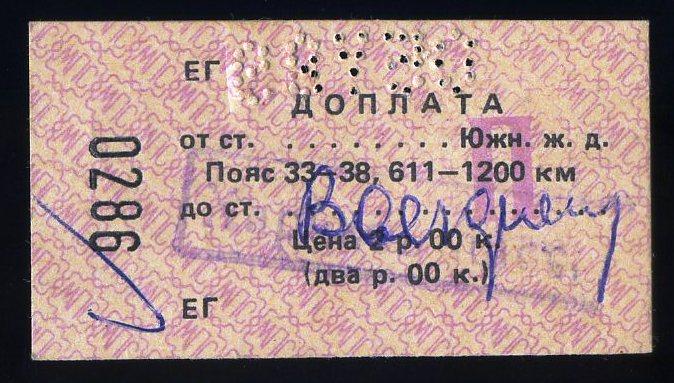 ЕГ
ДОПЛАТА
от ст. . . . . . . . . . Южн. ж. д.
Пояс 33—38, 611—1200 км
до ст. . . . . . . . . . . . . . . . .
Цена 2 р. 00 к.
(два р. 00 к.)
ЕГ
0286
Д